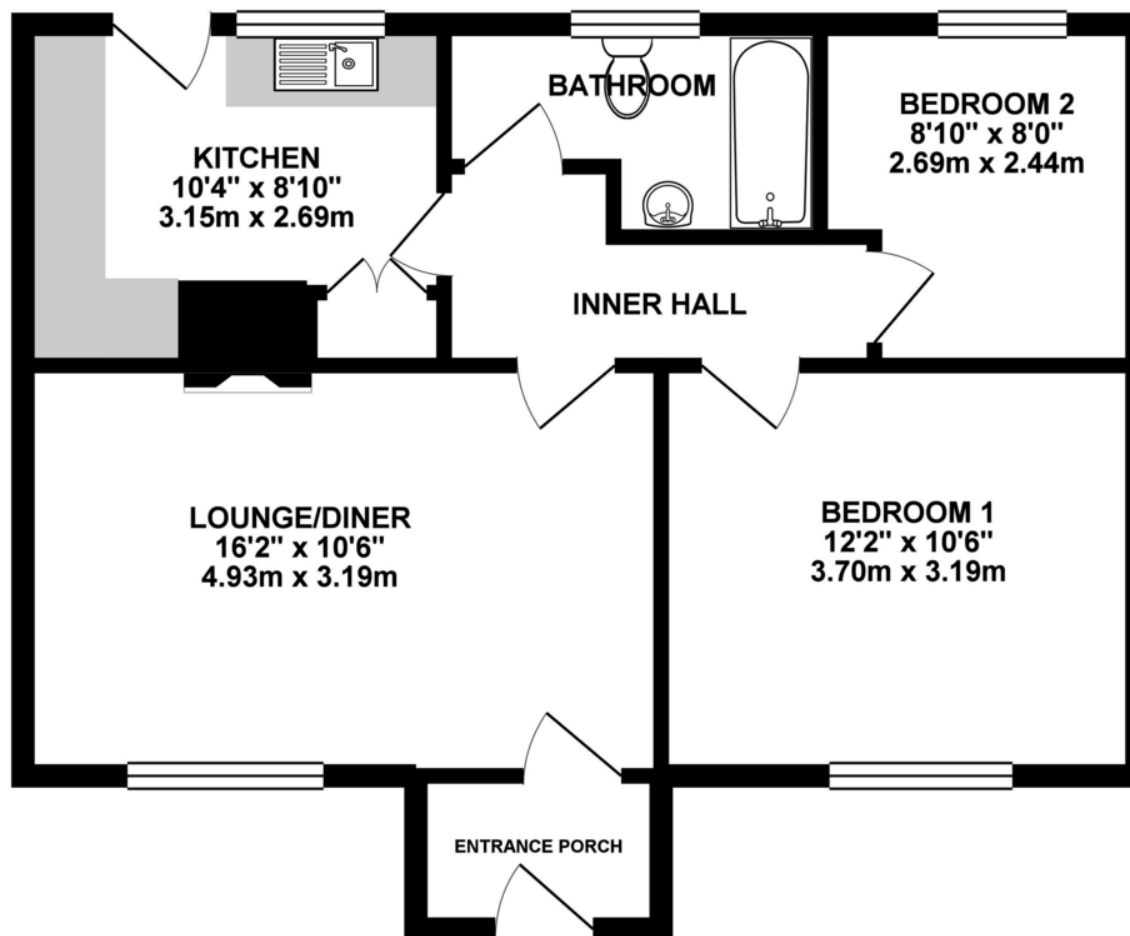 KITCHEN
10'4" x 8'10"
3.15m x 2.69m
BATHROOM
BEDROOM 2
8'10" x 8'0"
2.69m x 2.44m
INNER HALL
LOUNGE/DINER
16'2" x 10'6"
4.93m x 3.19m
BEDROOM 1
12'2" x 10'6"
3.70m x 3.19m
ENTRANCE PORCH